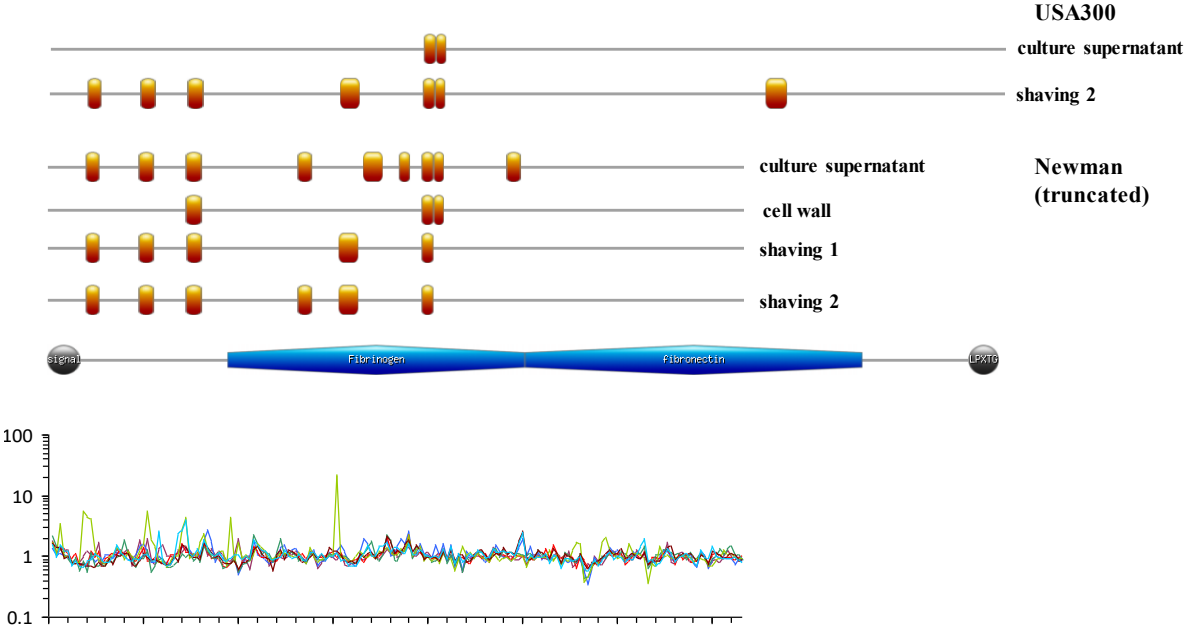 USA300
culture supernatant
shaving 2
culture supernatant
Newman
(truncated)
cell wall
shaving 1
shaving 2
signal
Fibrinogen
fibronectin
LPXTG
100
10
1
0.1